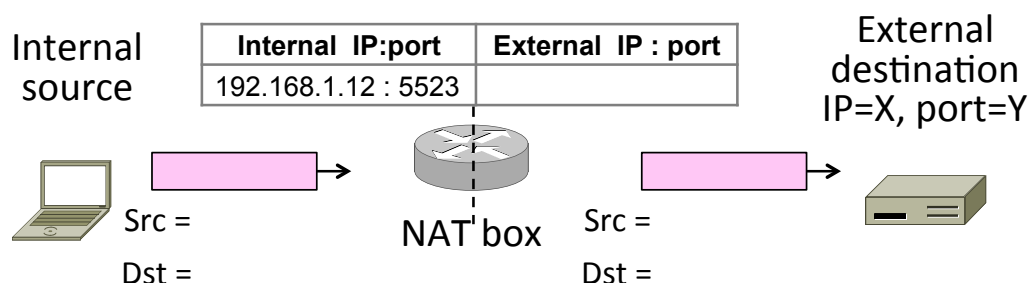 Internal
source
Internal IP:port External IP : port
192.168.1.12 : 5523
External
destination
IP=X, port=Y
Src =
Dst =
NAT box
Src =
Dst =